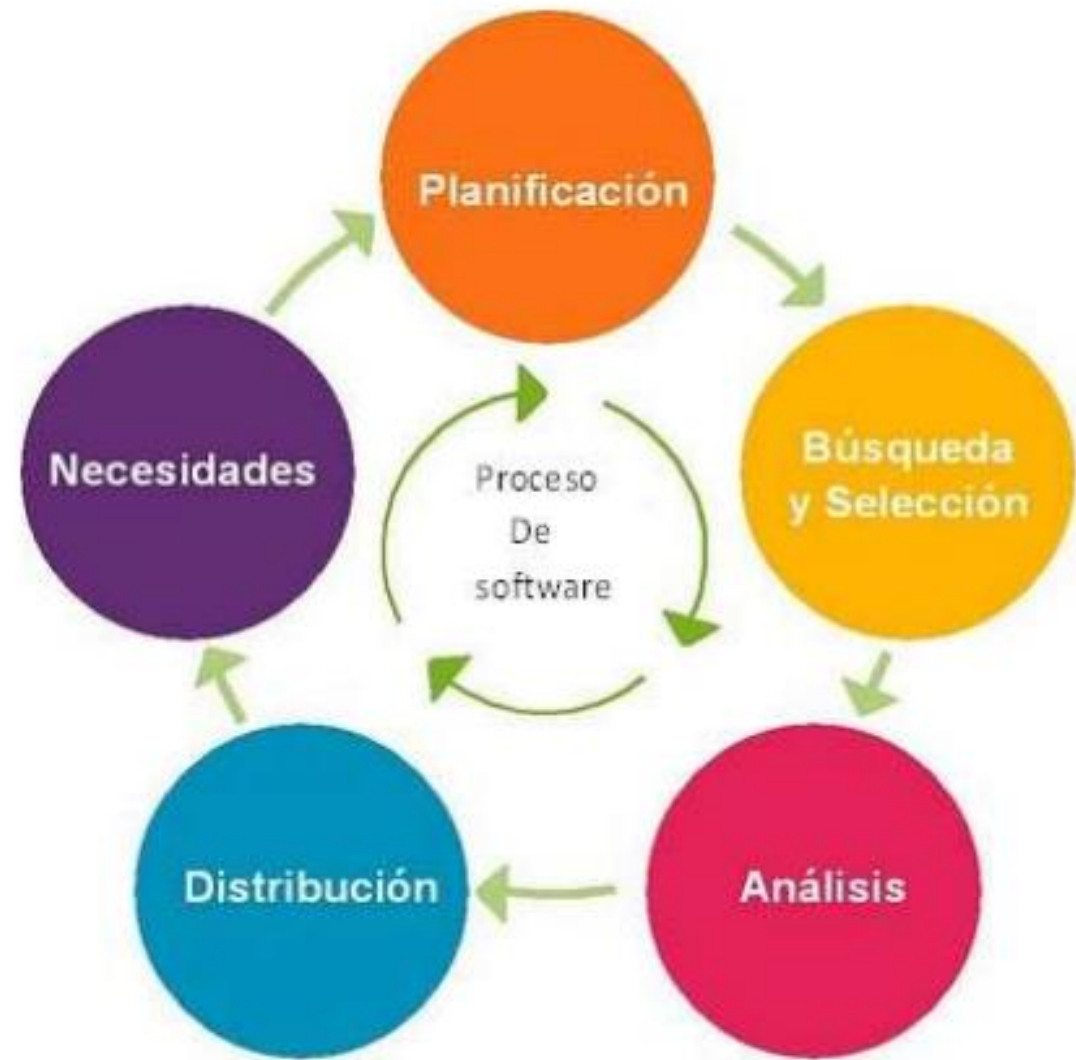 Planificación
Búsqueda
y Selección
Análisis
Distribución
Necesidades
Proceso
De
software